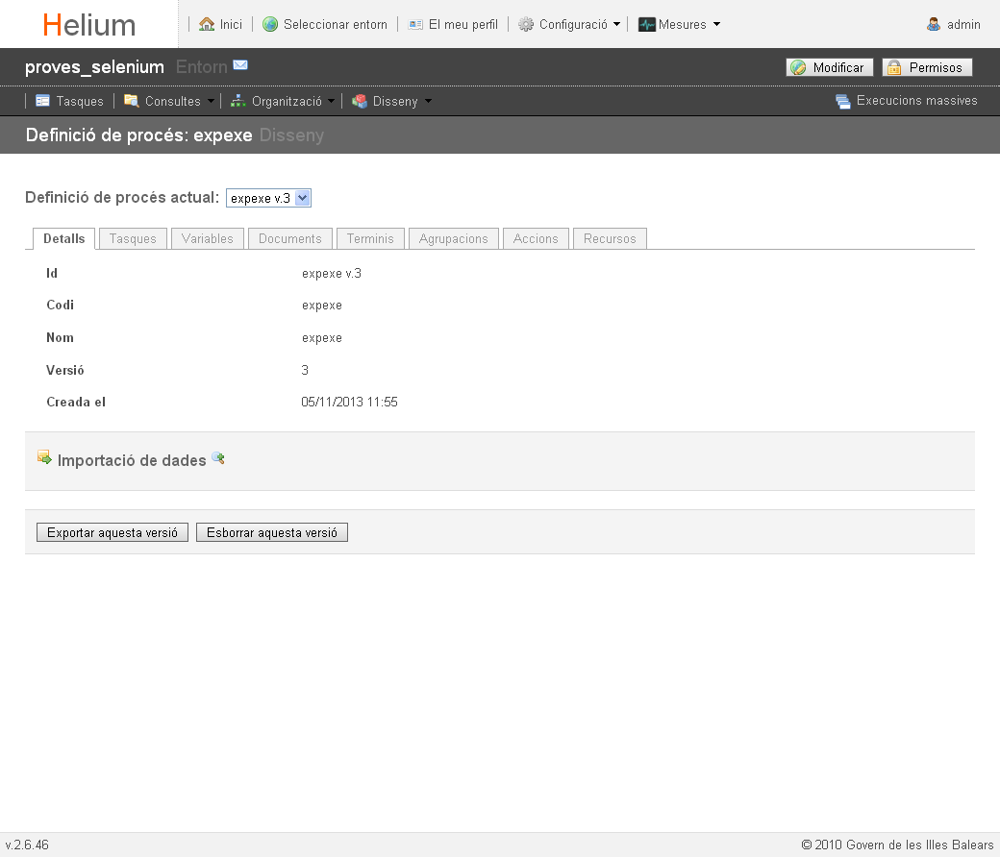 Helium
Inici
Seleccionar entorn
El meu perfil
Configuració
Mesures
admin
proves_selenium Entorn
Modificar
Permisos
Tasques
Consultes
Organització
Disseny
Execucions massives
Definició de procés: expexe Disseny
Definició de procés actual: expexe v.3
Detalls
Tasques
Variables
Documents
Terminis
Agrupacions
Accions
Recursos
Id expexe v.3
Codi expexe
Nom expexe
Versió 3
Creada el 05/11/2013 11:55
Importació de dades
Exportar aquesta versió
Esborrar aquesta versió
v.2.6.46
© 2010 Govern de les Illes Balears